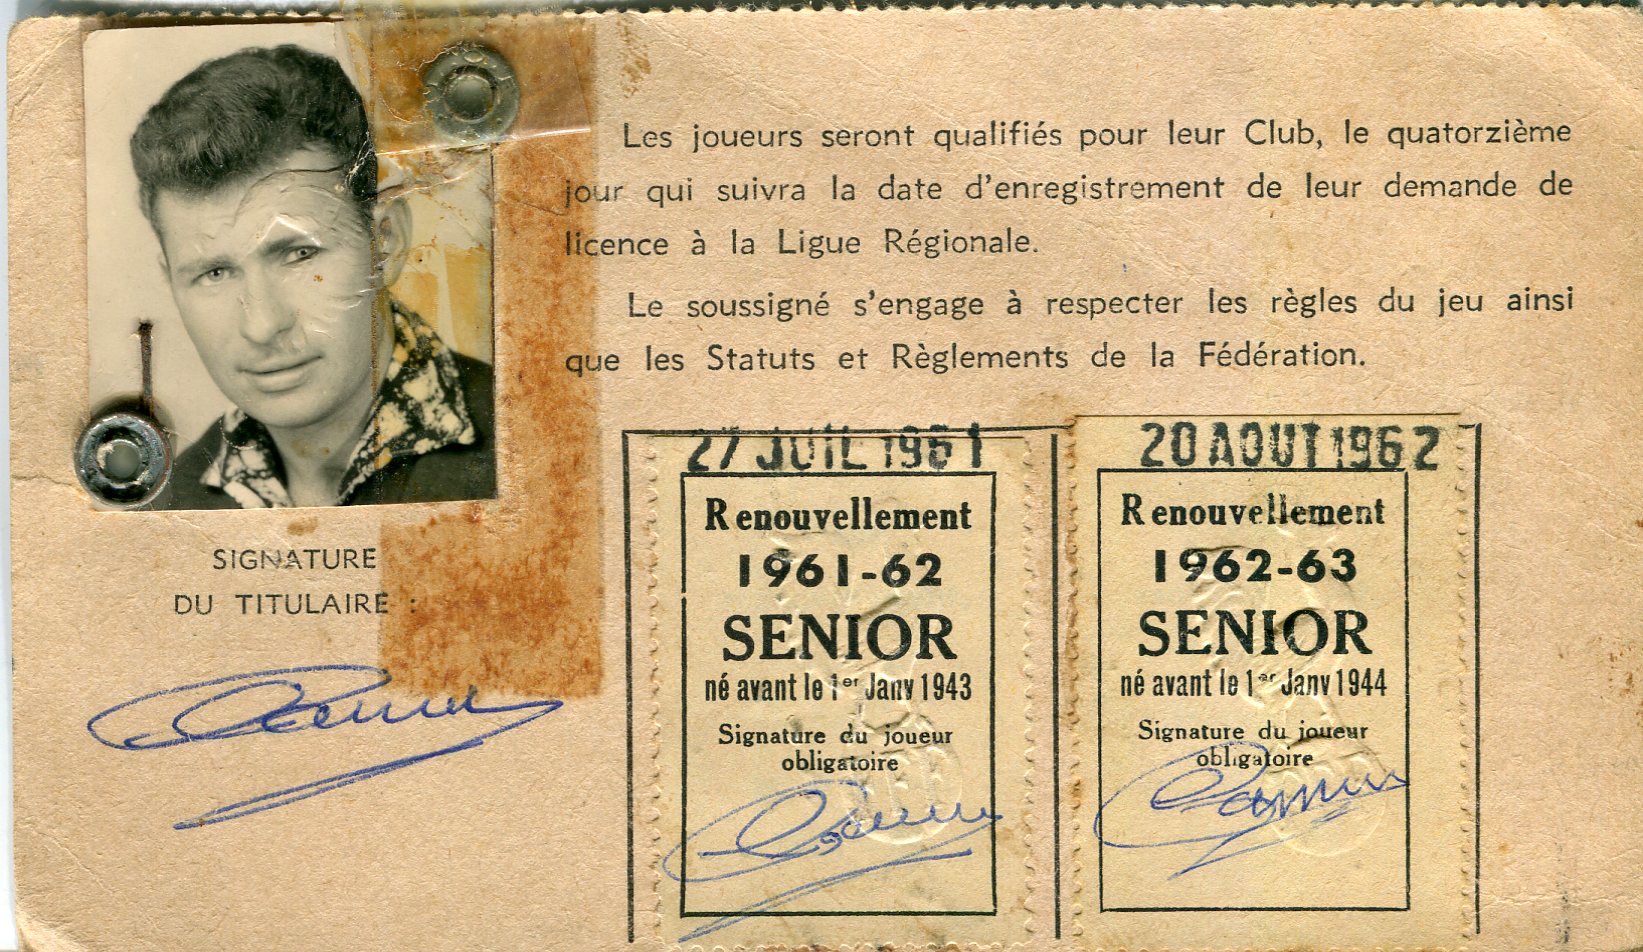 Les joueurs seront qualifiés pour leur Club, le quatorzième
jour qui suivra la date d'enregistrement de leur demande de
licence à la Ligue Régionale.
Le soussigné s'engage à respecter les règles du jeu ainsi
que les Statuts et Règlements de la Fédération.
SIGNATURE
DU TITULAIRE :
27 JUIL 1961
Renouvellement
1961-62
SENIOR
né avant le 1er Janv 1943
Signature du joueur
obligatoire
20 AOUT 1962
Renouvellement
1962-63
SENIOR
né avant le 1er Janv 1944
Signature du joueur
obligatoire